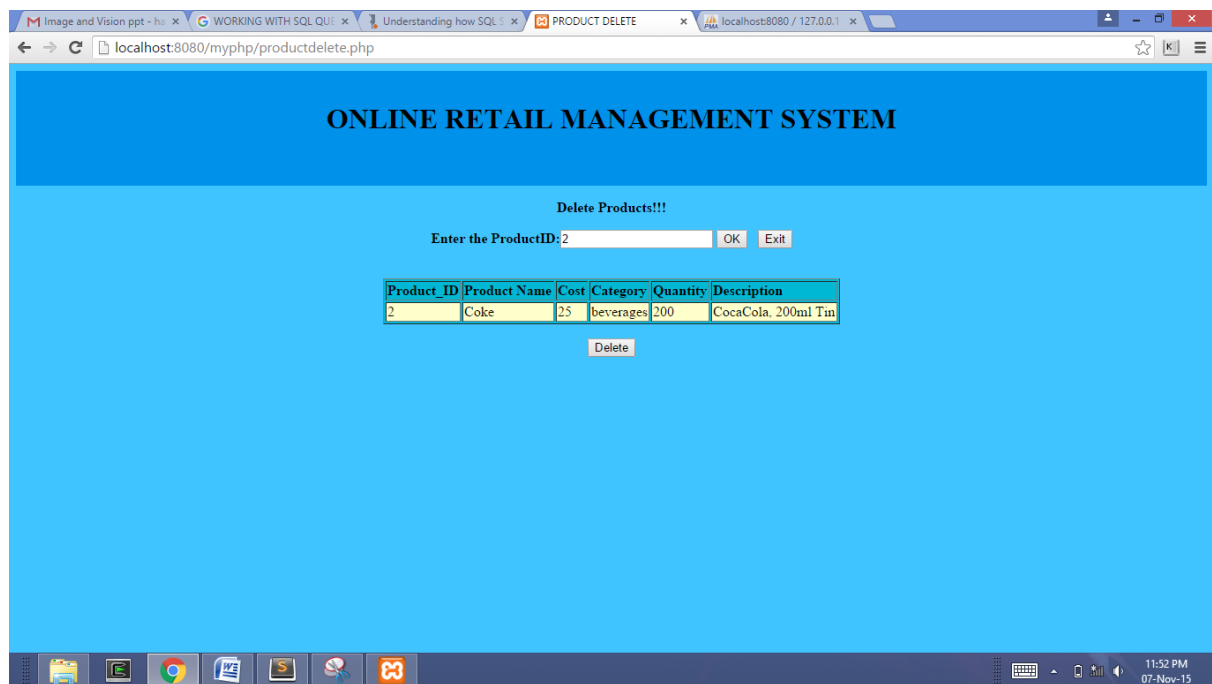 Image and Vision ppt - ha
WORKING WITH SQL QUE
Understanding how SQL S
PRODUCT DELETE
localhost:8080 / 127.0.0.1
localhost:8080/myphp/productdelete.php
ONLINE RETAIL MANAGEMENT SYSTEM
Delete Products!!!
Enter the ProductID: 2 OK Exit
Product_ID Product Name Cost Category Quantity Description
2 Coke 25 beverages 200 CocaCola, 200ml Tin
Delete
11:52 PM
07-Nov-15